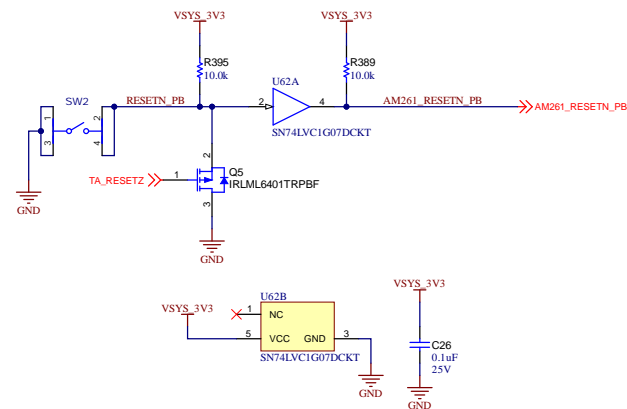 VSYS_3V3
VSYS_3V3
R395
10.0k
R389
10.0k
U62A
SW2
RESETN_PB
2
4
AM261_RESETN_PB
AM261_RESETN_PB
SN74LVC1G07DCKT
1
3
2
4
GND
TA_RESETZ
1
2
3
Q5
IRLML6401TRPBF
GND
U62B
VSYS_3V3
1
NC
5
VCC
GND
3
SN74LVC1G07DCKT
GND
VSYS_3V3
C26
0.1uF
25V
GND